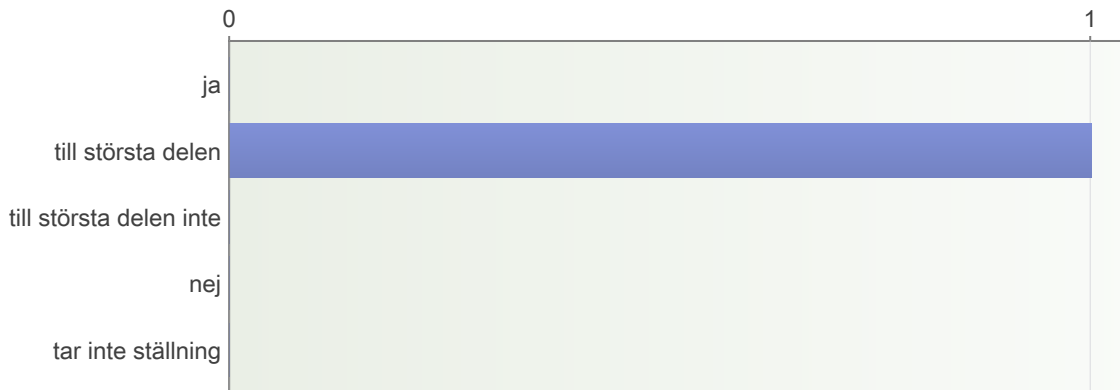 0 1
ja
till största delen
till största delen inte
nej
tar inte ställning